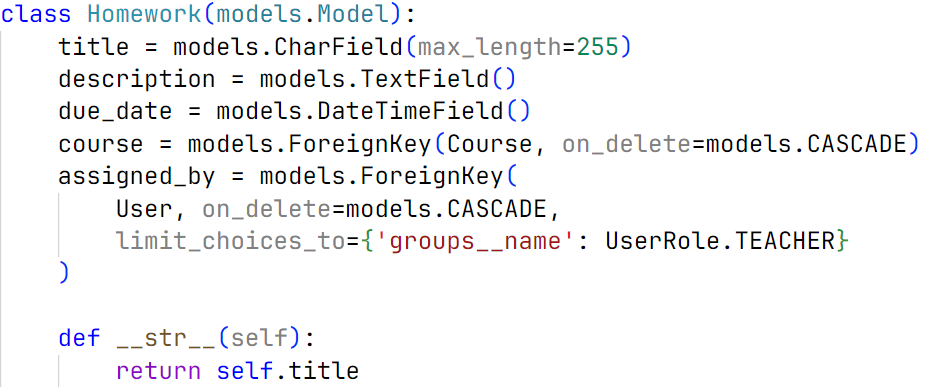 class Homework(models.Model):
    title = models.CharField(max_length=255)
    description = models.TextField()
    due_date = models.DateTimeField()
    course = models.ForeignKey(Course, on_delete=models.CASCADE)
    assigned_by = models.ForeignKey(
        User, on_delete=models.CASCADE,
        limit_choices_to={'groups__name': UserRole.TEACHER}
    )

    def __str__(self):
        return self.title